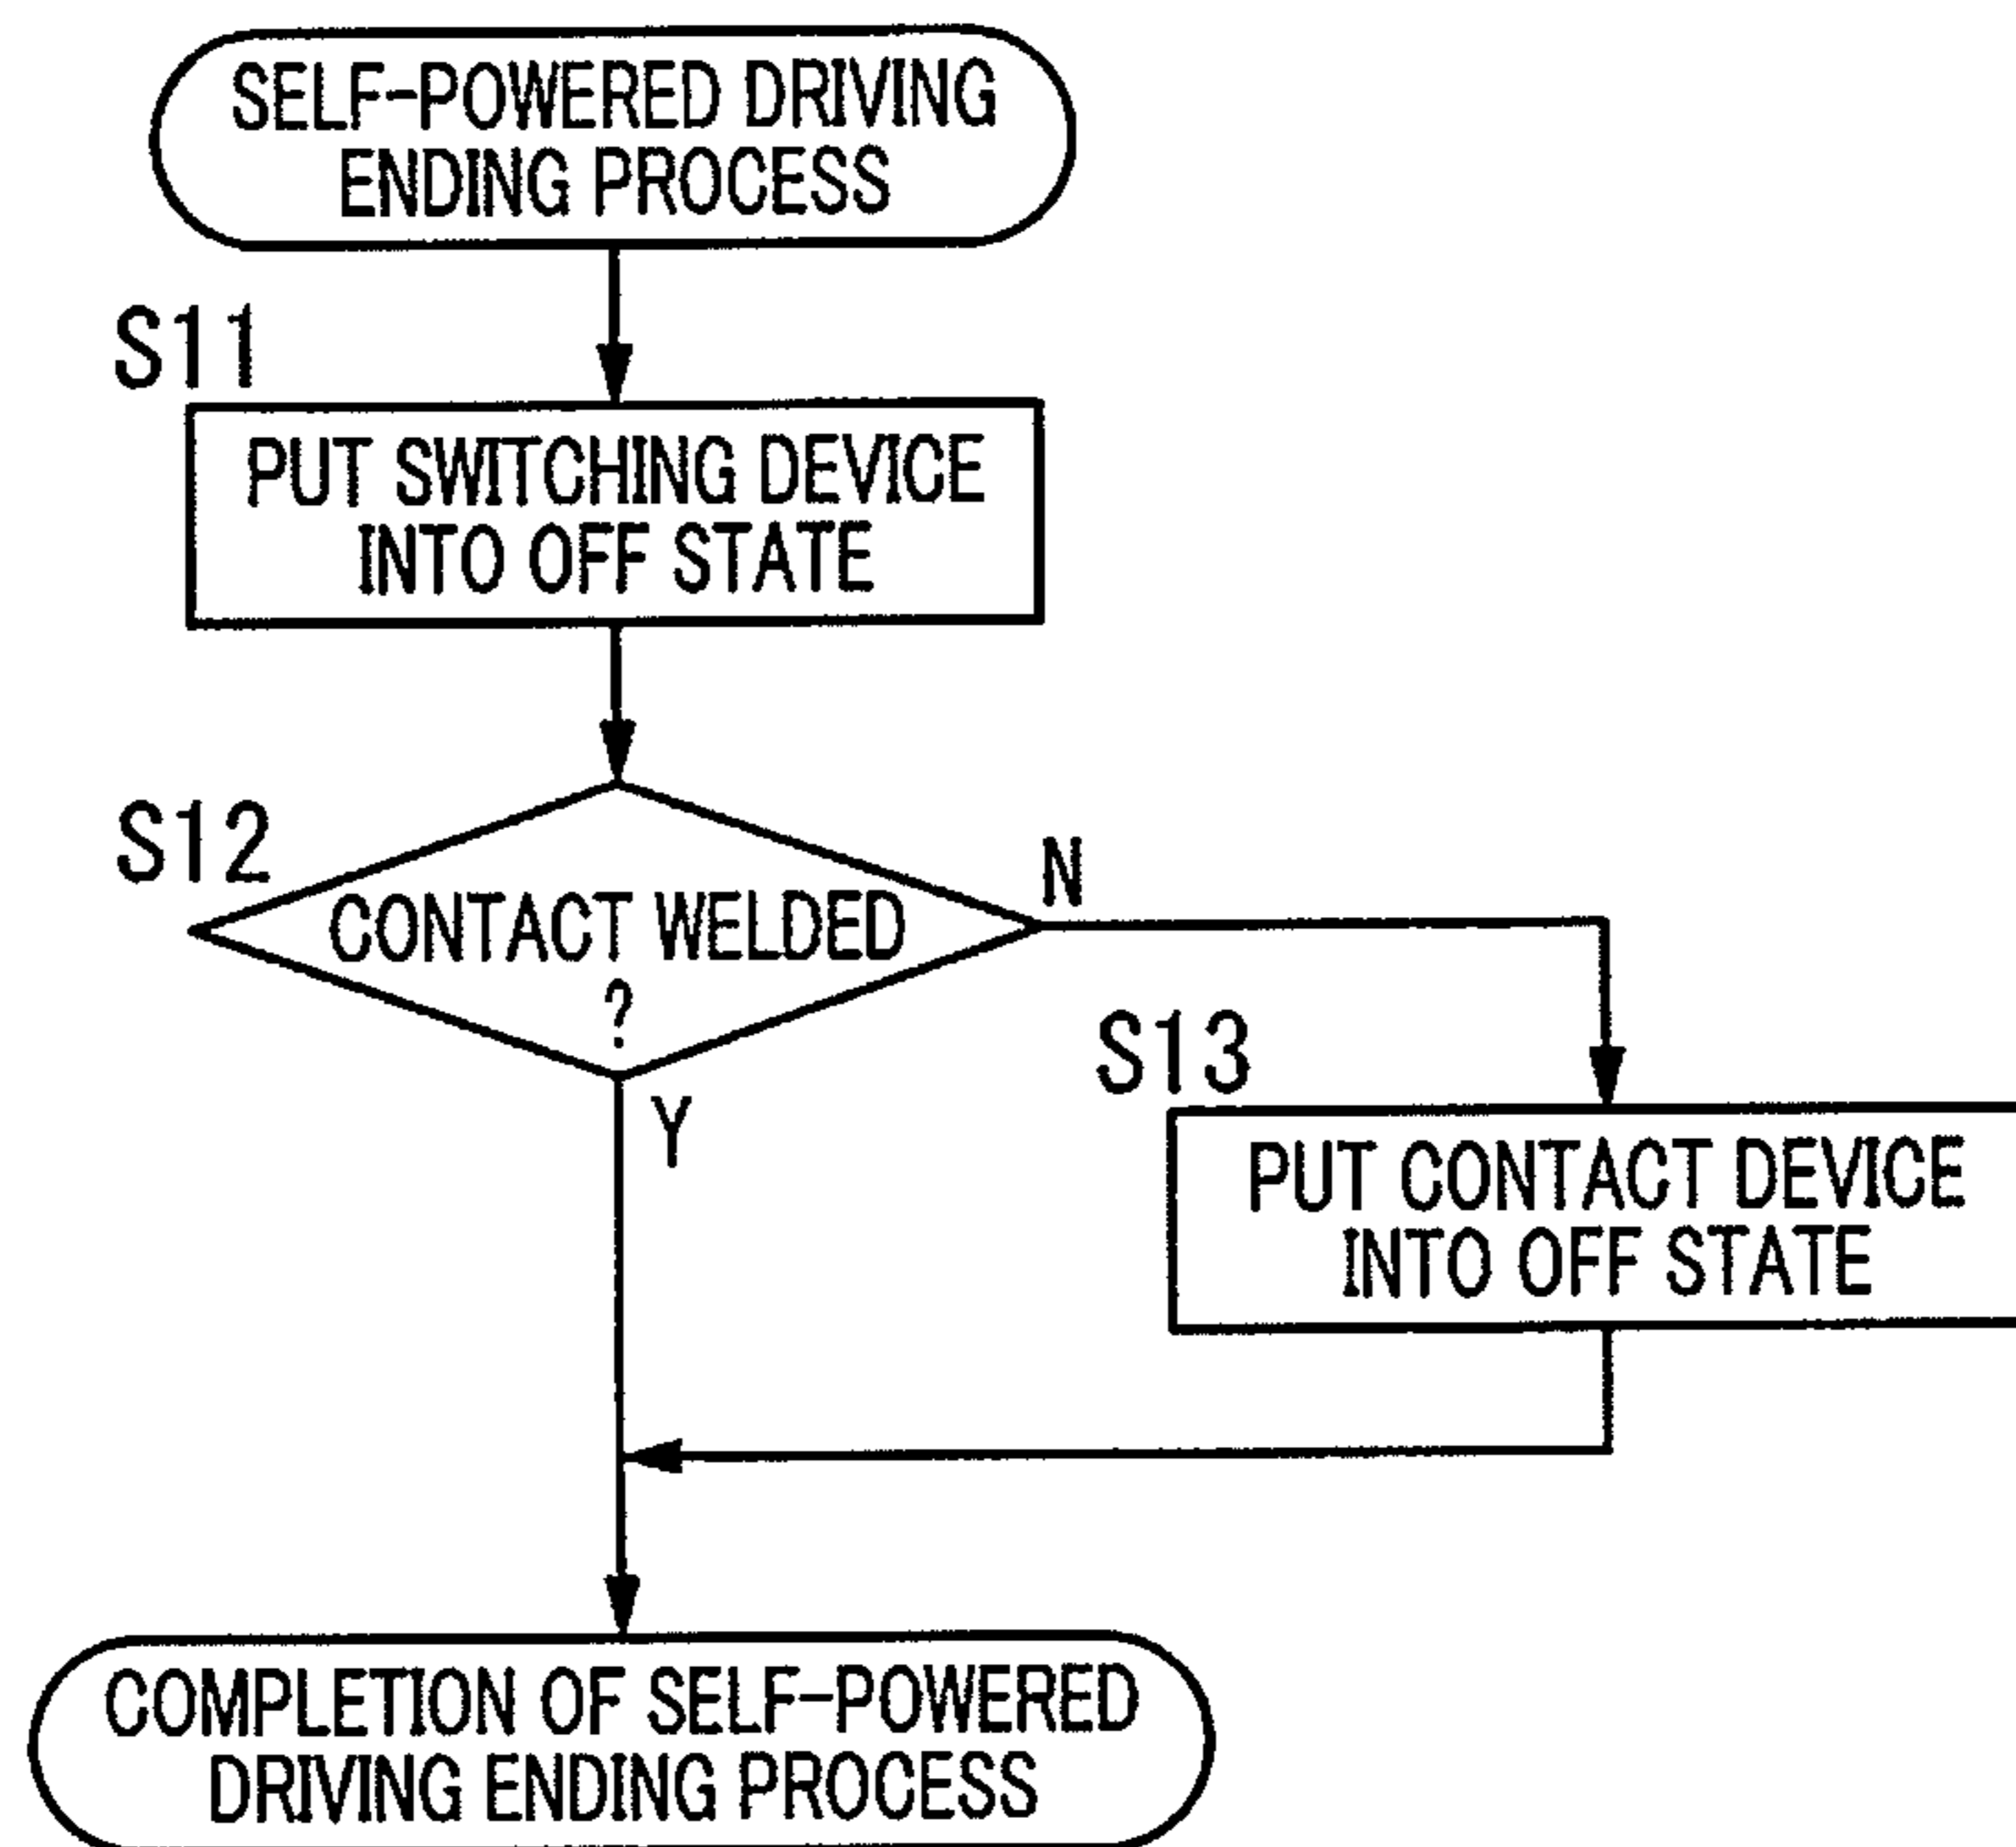 SELF-POWERED DRIVING
ENDING PROCESS
S11
PUT SWITCHING DEVICE
INTO OFF STATE
S12
CONTACT WELDED
?
N
Y
S13
PUT CONTACT DEVICE
INTO OFF STATE
COMPLETION OF SELF-POWERED
DRIVING ENDING PROCESS